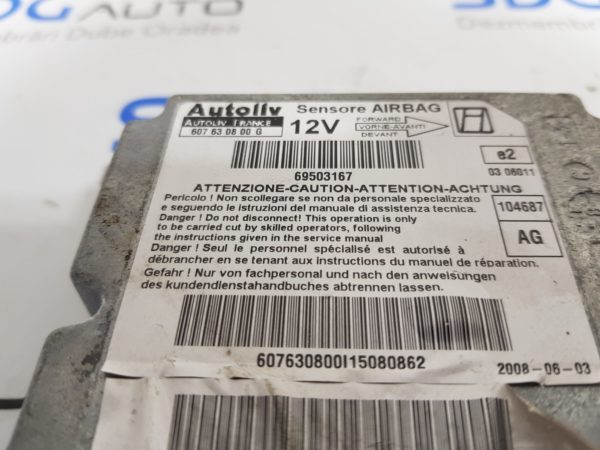 AUTO
Dezmembrări Dube Oradea
Autoliv
AUTOLIV FRANCE
607 63 08 00 G
Sensore AIRBAG
12V
FORWARD
VORNE-AVANTI
DEVANT
69503167
e2
03 06011
ATTENZIONE-CAUTION-ATTENTION-ACHTUNG
Pericolo ! Non scollegare se non da personale specializzato
e seguendo le istruzioni del manuale di assistenza tecnica.
Danger ! Do not disconnect! This operation is only
to be carried cut by skilled operators, following
the instructions given in the service manual
Danger ! Seul le personnel spécialisé est autorisé à
débrancher en se tenant aux instructions du manuel de réparation.
Gefahr ! Nur von fachpersonal und nach den anweisungen
des kundendienstahandbuches abtrennen lassen.
104687
AG
607630800I15080862
2008-06-03